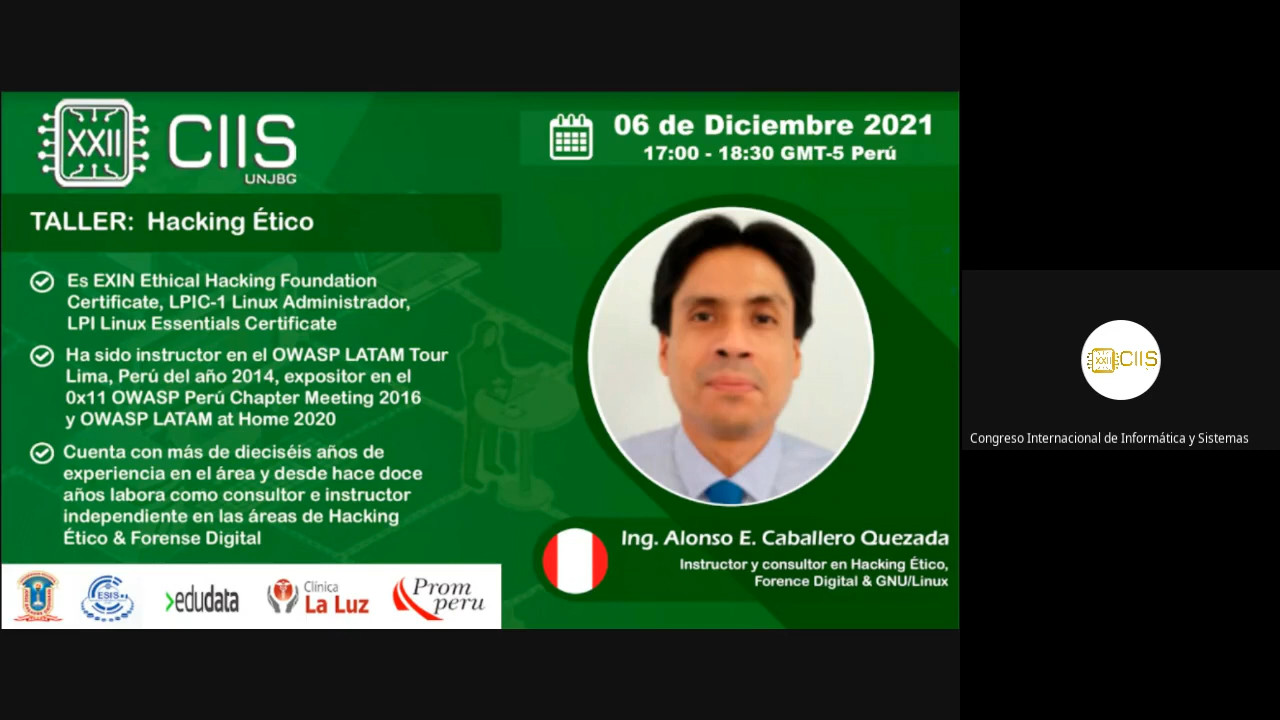 XXII
CIIS
UNJBG
06 de Diciembre 2021
17:00 - 18:30 GMT-5 Perú
TALLER: Hacking Ético
Es EXIN Ethical Hacking Foundation
Certificate, LPIC-1 Linux Administrador,
LPI Linux Essentials Certificate
Ha sido instructor en el OWASP LATAM Tour
Lima, Perú del año 2014, expositor en el
0x11 OWASP Perú Chapter Meeting 2016
y OWASP LATAM at Home 2020
Cuenta con más de dieciséis años de
experiencia en el área y desde hace doce
años labora como consultor e instructor
independiente en las áreas de Hacking
Ético & Forense Digital
Ing. Alonso E. Caballero Quezada
Instructor y consultor en Hacking Ético,
Forence Digital & GNU/Linux
ESIS
edudata
Clínica
La Luz
Prom
peru
XXII CIIS
Congreso Internacional de Informática y Sistemas